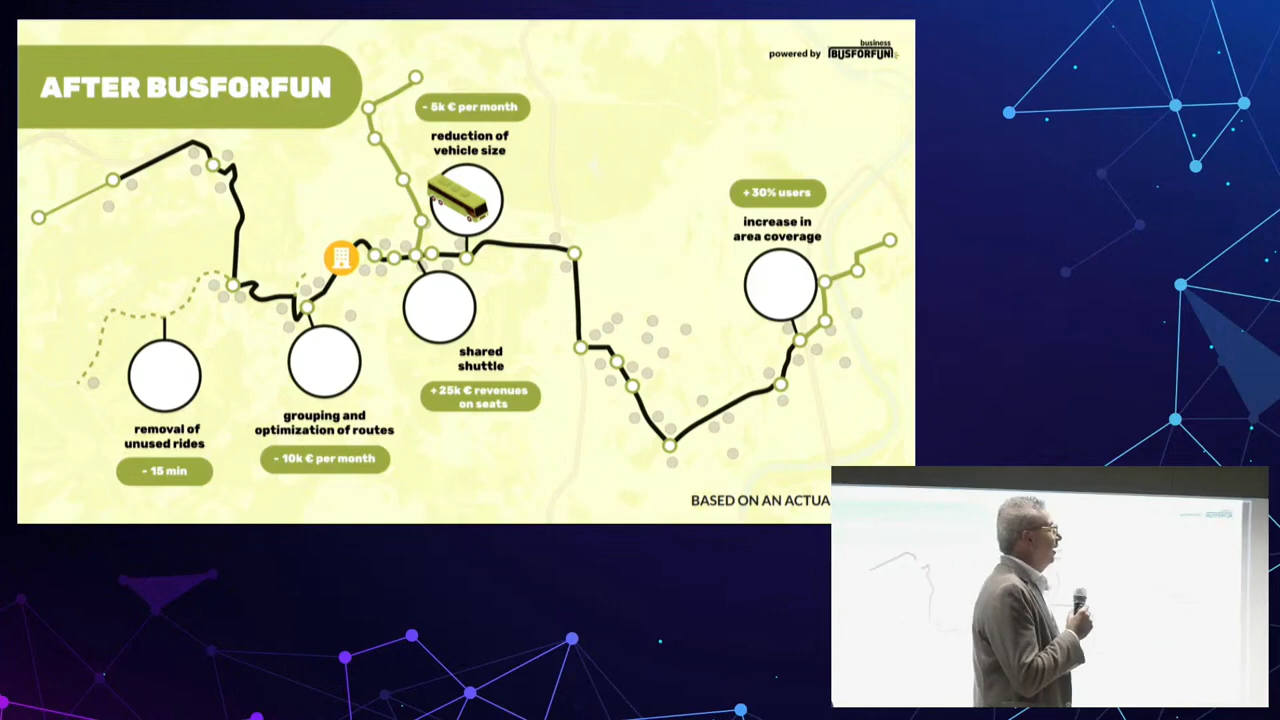 AFTER BUSFORFUN
powered by
business
BUSFORFUN
- 5k € per month
reduction of
vehicle size
+ 30% users
increase in
area coverage
shared
shuttle
+ 25k € revenues
on seats
grouping and
optimization of routes
- 10k € per month
removal of
unused rides
- 15 min
BASED ON AN ACTUA